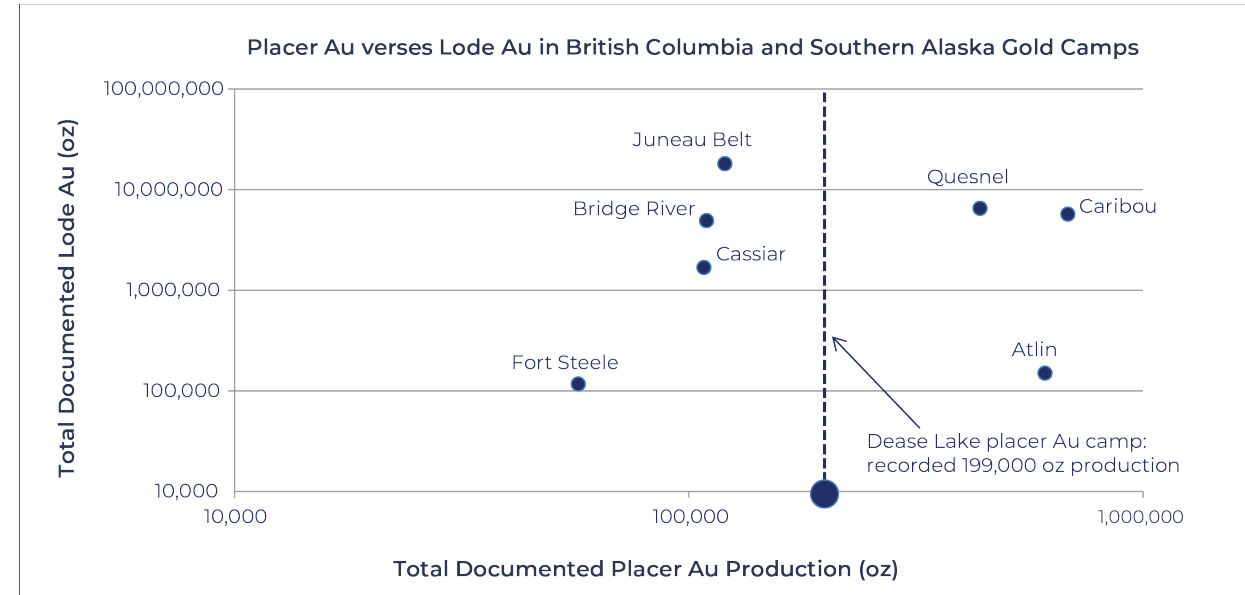 Placer Au verses Lode Au in British Columbia and Southern Alaska Gold Camps
Total Documented Lode Au (oz)
100,000,000
10,000,000
1,000,000
100,000
10,000
Juneau Belt
Quesnel
Caribou
Bridge River
Cassiar
Atlin
Fort Steele
Dease Lake placer Au camp:
recorded 199,000 oz production
10,000
100,000
1,000,000
Total Documented Placer Au Production (oz)